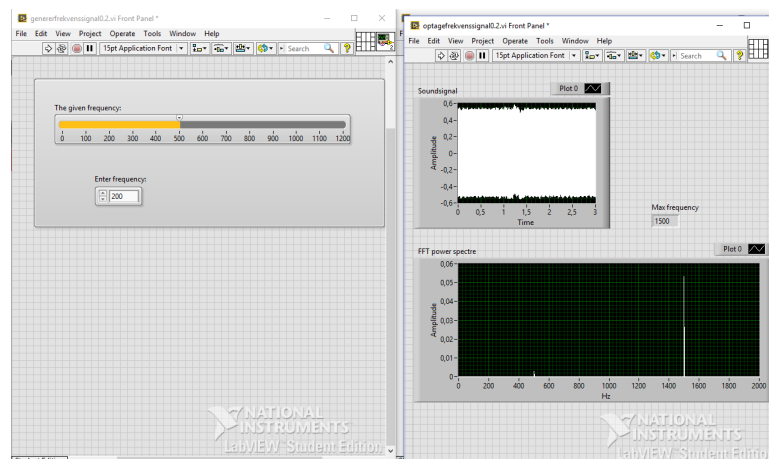 genererfrekvenssignal0.2.vi Front Panel *
File Edit View Project Operate Tools Window Help
15pt Application Font
Search
The given frequency:
0 100 200 300 400 500 600 700 800 900 1000 1100 1200
Enter frequency:
200
NATIONAL
INSTRUMENTS
LabVIEW Student Edition
optagefrekvenssignal0.2.vi Front Panel *
File Edit View Project Operate Tools Window Help
15pt Application Font
Search
Soundsignal
Plot 0
0,6-
0,4-
0,2-
0-
-0,2-
-0,4-
-0,6-
Amplitude
0 0,5 1 1,5 2 2,5 3
Time
Max frequency
1500
FFT power spectre
Plot 0
0,06-
0,05-
0,04-
0,03-
0,02-
0,01-
0-
Amplitude
0 200 400 600 800 1000 1200 1400 1600 1800 2000
Hz
NATIONAL
INSTRUMENTS
LabVIEW Student Editio